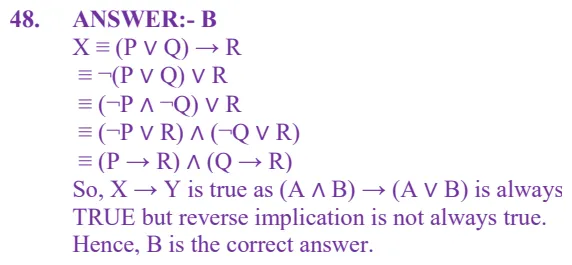 48. ANSWER:- B
X ≡ (P ∨ Q) → R
≡ ¬(P ∨ Q) ∨ R
≡ (¬P ∧ ¬Q) ∨ R
≡ (¬P ∨ R) ∧ (¬Q ∨ R)
≡ (P → R) ∧ (Q → R)
So, X → Y is true as (A ∧ B) → (A ∨ B) is always
TRUE but reverse implication is not always true.
Hence, B is the correct answer.